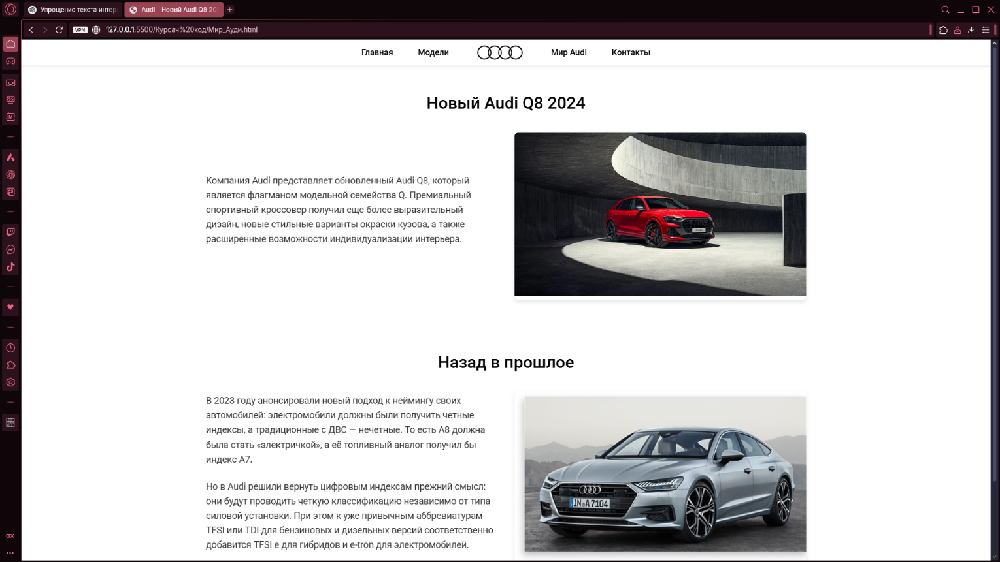 Упрощение текста интер
Audi - Новый Audi Q8 20
VPN
127.0.0.1:5500/Курсач%20код/Мир_Ауди.html
Главная
Модели
Мир Audi
Контакты
Новый Audi Q8 2024
Компания Audi представляет обновленный Audi Q8, который
является флагманом модельной семейства Q. Премиальный
спортивный кроссовер получил еще более выразительный
дизайн, новые стильные варианты окраски кузова, а также
расширенные возможности индивидуализации интерьера.
Назад в прошлое
В 2023 году анонсировали новый подход к неймингу своих
автомобилей: электромобили должны были получить четные
индексы, а традиционные с ДВС — нечетные. То есть A8 должна
была стать «электричкой», а её топливный аналог получил бы
индекс A7.
Но в Audi решили вернуть цифровым индексам прежний смысл:
они будут проводить четкую классификацию независимо от типа
силовой установки. При этом к уже привычным аббревиатурам
TFSI или TDI для бензиновых и дизельных версий соответственно
добавится TFSI e для гибридов и e-tron для электромобилей.
IN A 7104
GX